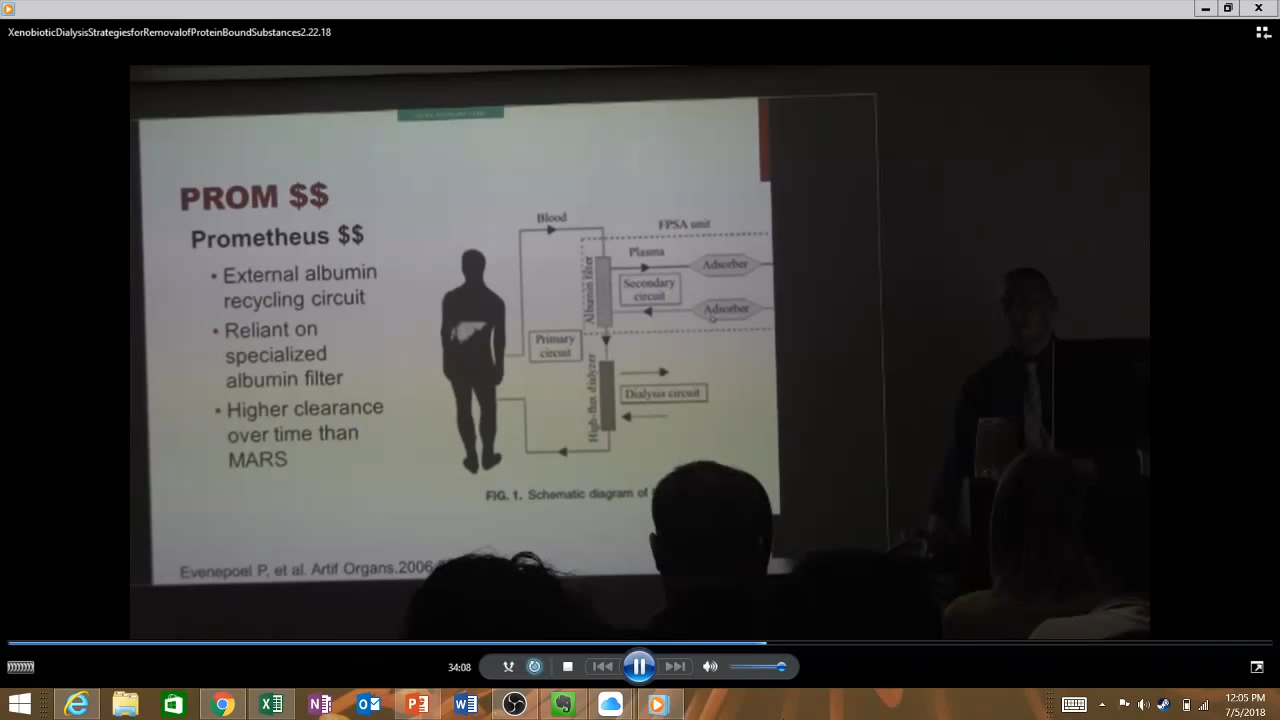 XenobioticDialysisStrategiesforRemovalofProteinBoundSubstances2.22.18
PROM $$
Prometheus $$
• External albumin
recycling circuit
• Reliant on
specialized
albumin filter
• Higher clearance
over time than
MARS
Blood
FPSA unit
Plasma
Adsorber
Albumin filter
Secondary
circuit
Adsorber
Primary
circuit
High-flux dialyzer
Dialysis circuit
FIG. 1. Schematic diagram of
Evenepoel P, et al. Artif Organs.2006
34:08
12:05 PM
7/5/2018